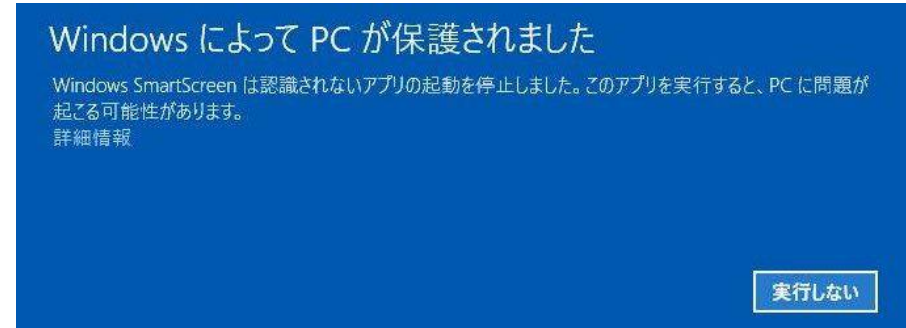 Windows によって PC が保護されました
Windows SmartScreen は認識されないアプリの起動を停止しました。このアプリを実行すると、PC に問題が
起こる可能性があります。
詳細情報
実行しない